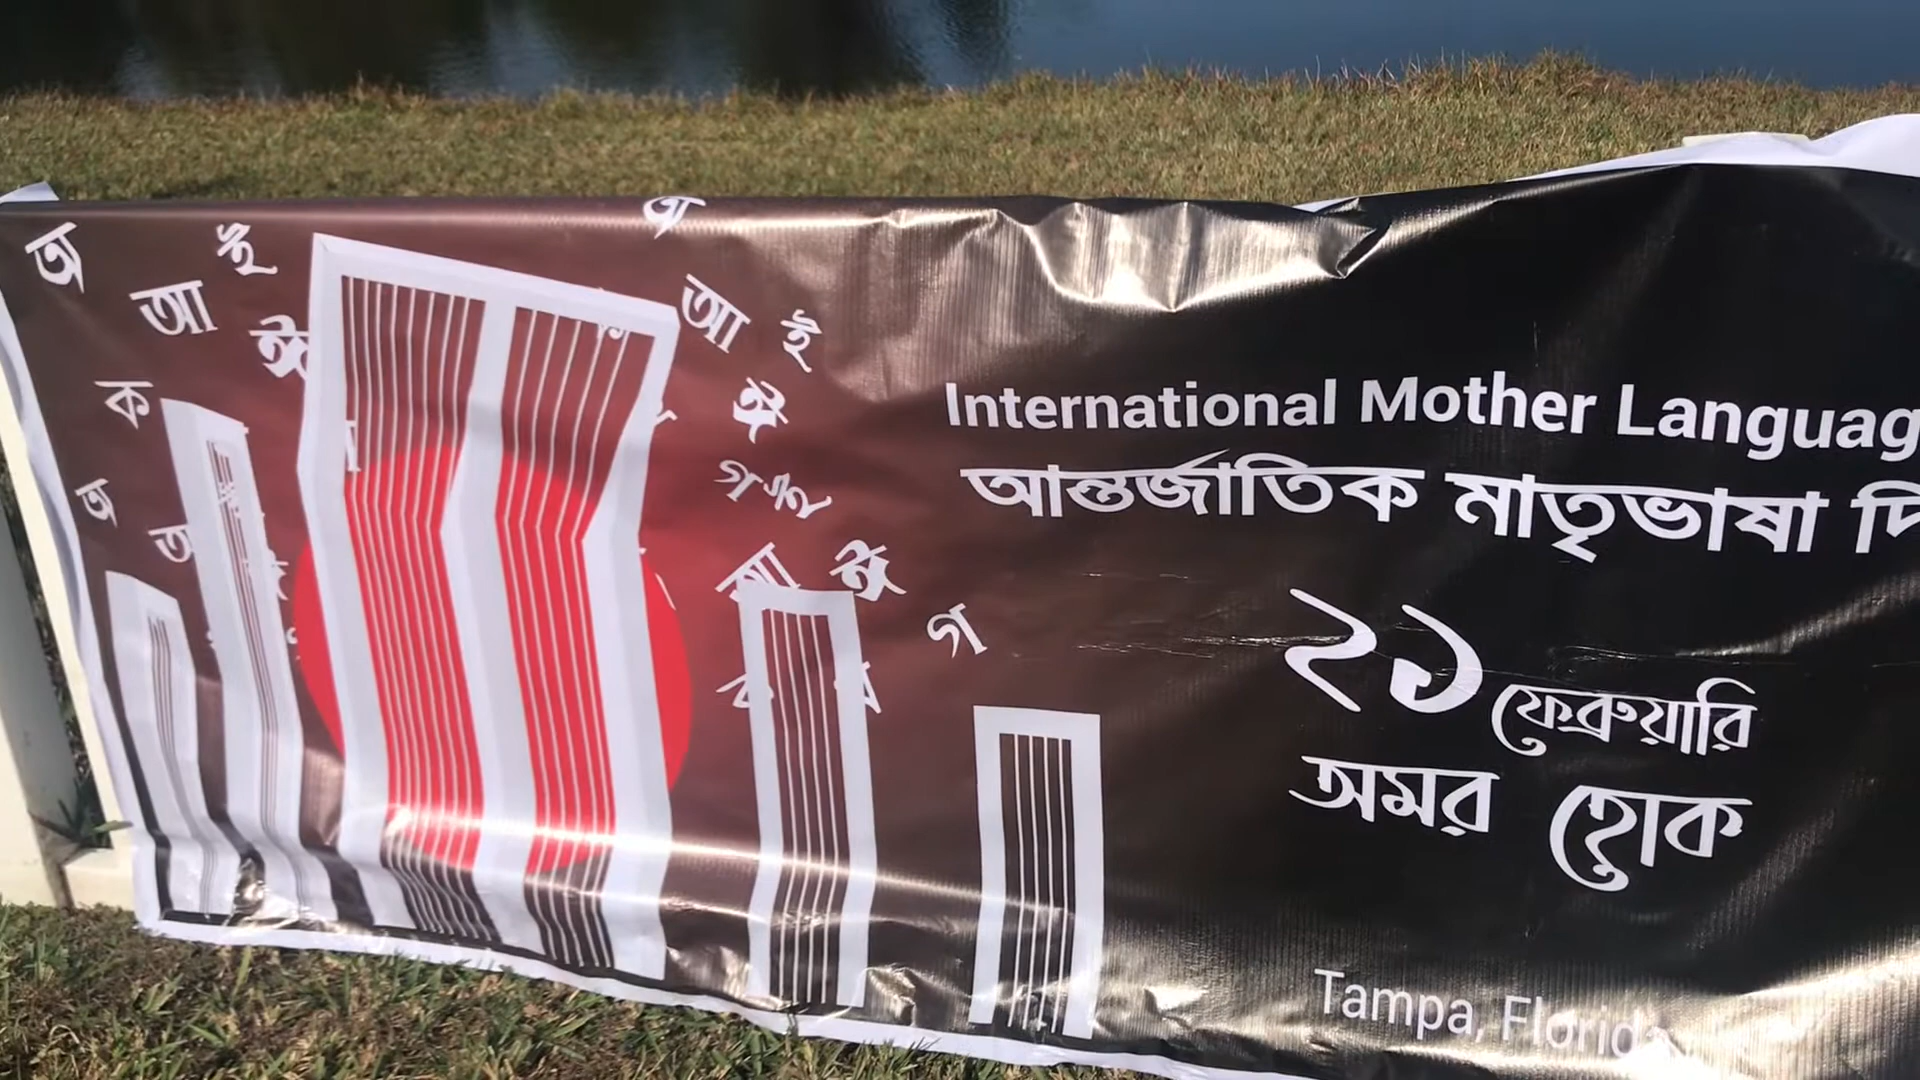 অ
ই
অ
আ
ঈ
আ
ই
ক
ঈ
International Mother Languag
আন্তর্জাতিক মাতৃভাষা দি
গ
অ
অ
আ
ঈ
গ
২১ ফেব্রুয়ারি
অমর হোক
Tampa, Florida